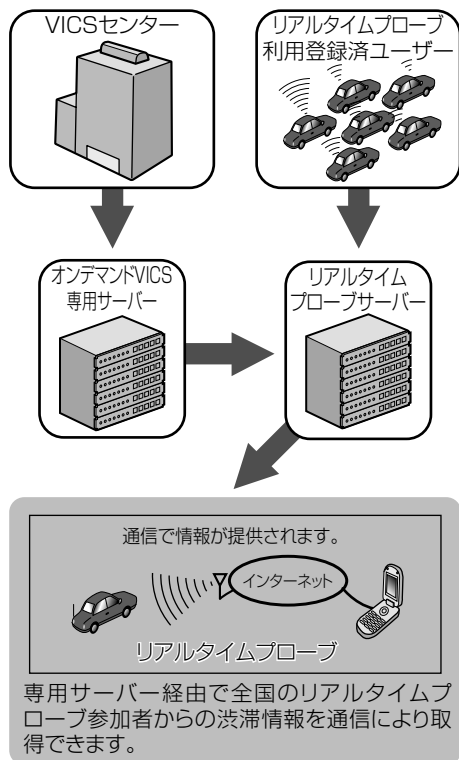 VICSセンター
リアルタイムプローブ
利用登録済ユーザー
オンデマンドVICS
専用サーバー
リアルタイム
プローブサーバー
通信で情報が提供されます。
インターネット
リアルタイムプローブ
専用サーバー経由で全国のリアルタイムプ
ローブ参加者からの渋滞情報を通信により取
得できます。